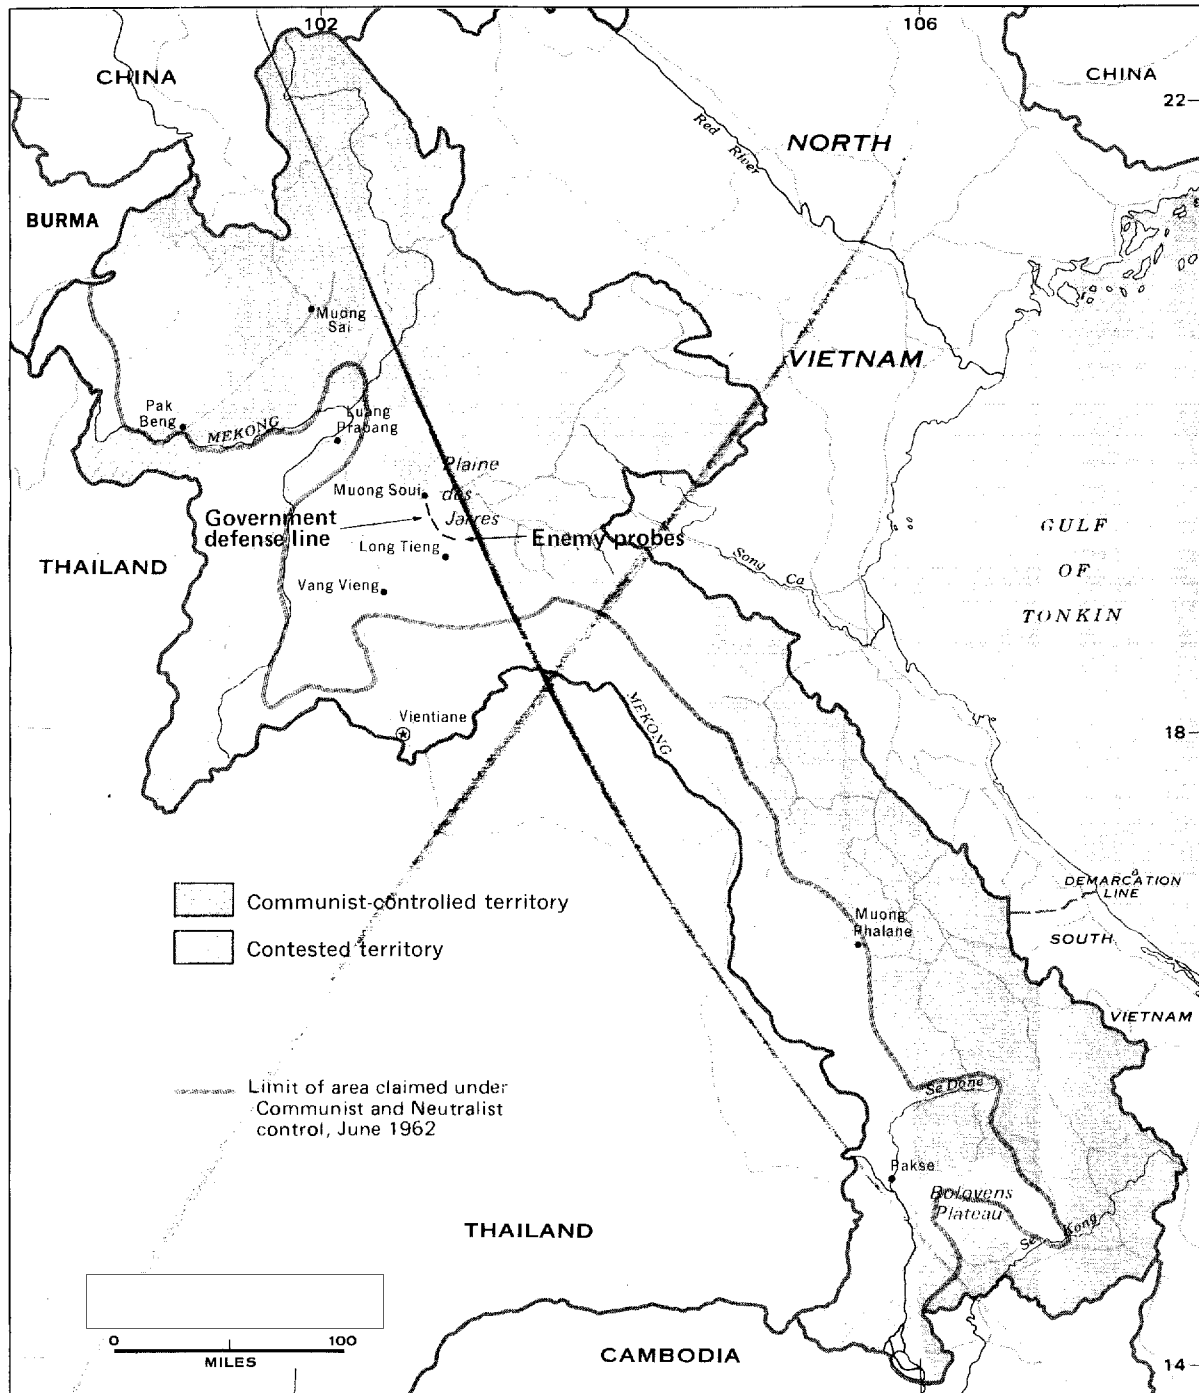 102
106
CHINA
CHINA
22
Red
River
NORTH
BURMA
Muong
Sai
VIETNAM
Pak
Beng
MEKONG
Luang
Prabang
Plaine
des
Jarres
Muong Soui
Government
defense line
Enemy probes
Long Tieng
THAILAND
Vang Vieng
Song Ca
GULF
OF
TONKIN
MEKONG
Vientiane
18
DEMARCATION
LINE
Communist-controlled territory
Contested territory
Muong
Phalane
SOUTH
VIETNAM
Limit of area claimed under
Communist and Neutralist
control, June 1962
Se Done
Pakse
Bolovens
Plateau
Se Kong
THAILAND
0 100
MILES
CAMBODIA
14